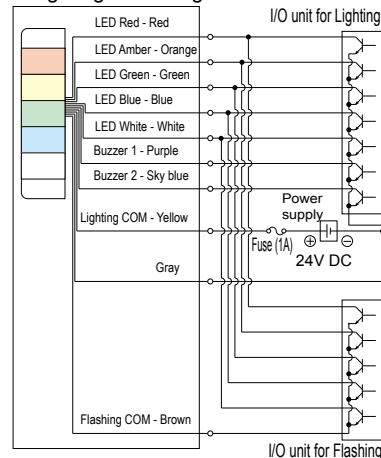 I/O unit for Lighting
LED Red - Red
LED Amber - Orange
LED Green - Green
LED Blue - Blue
LED White - White
Buzzer 1 - Purple
Buzzer 2 - Sky blue
Lighting COM - Yellow
Power
supply
Fuse (1A)
⊕ ⊖
24V DC
Gray
Flashing COM - Brown
I/O unit for Flashing